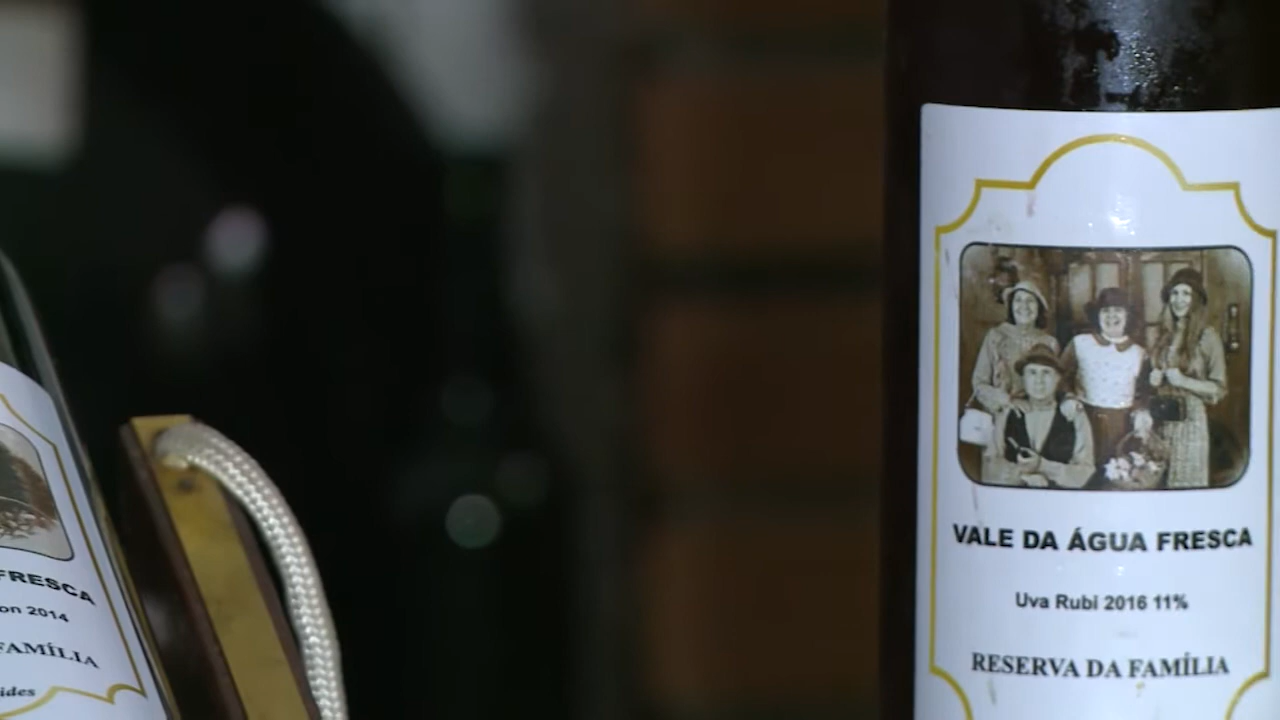 FRESCA
on 2014
FAMÍLIA
ides
VALE DA ÁGUA FRESCA
Uva Rubi 2016 11%
RESERVA DA FAMÍLIA